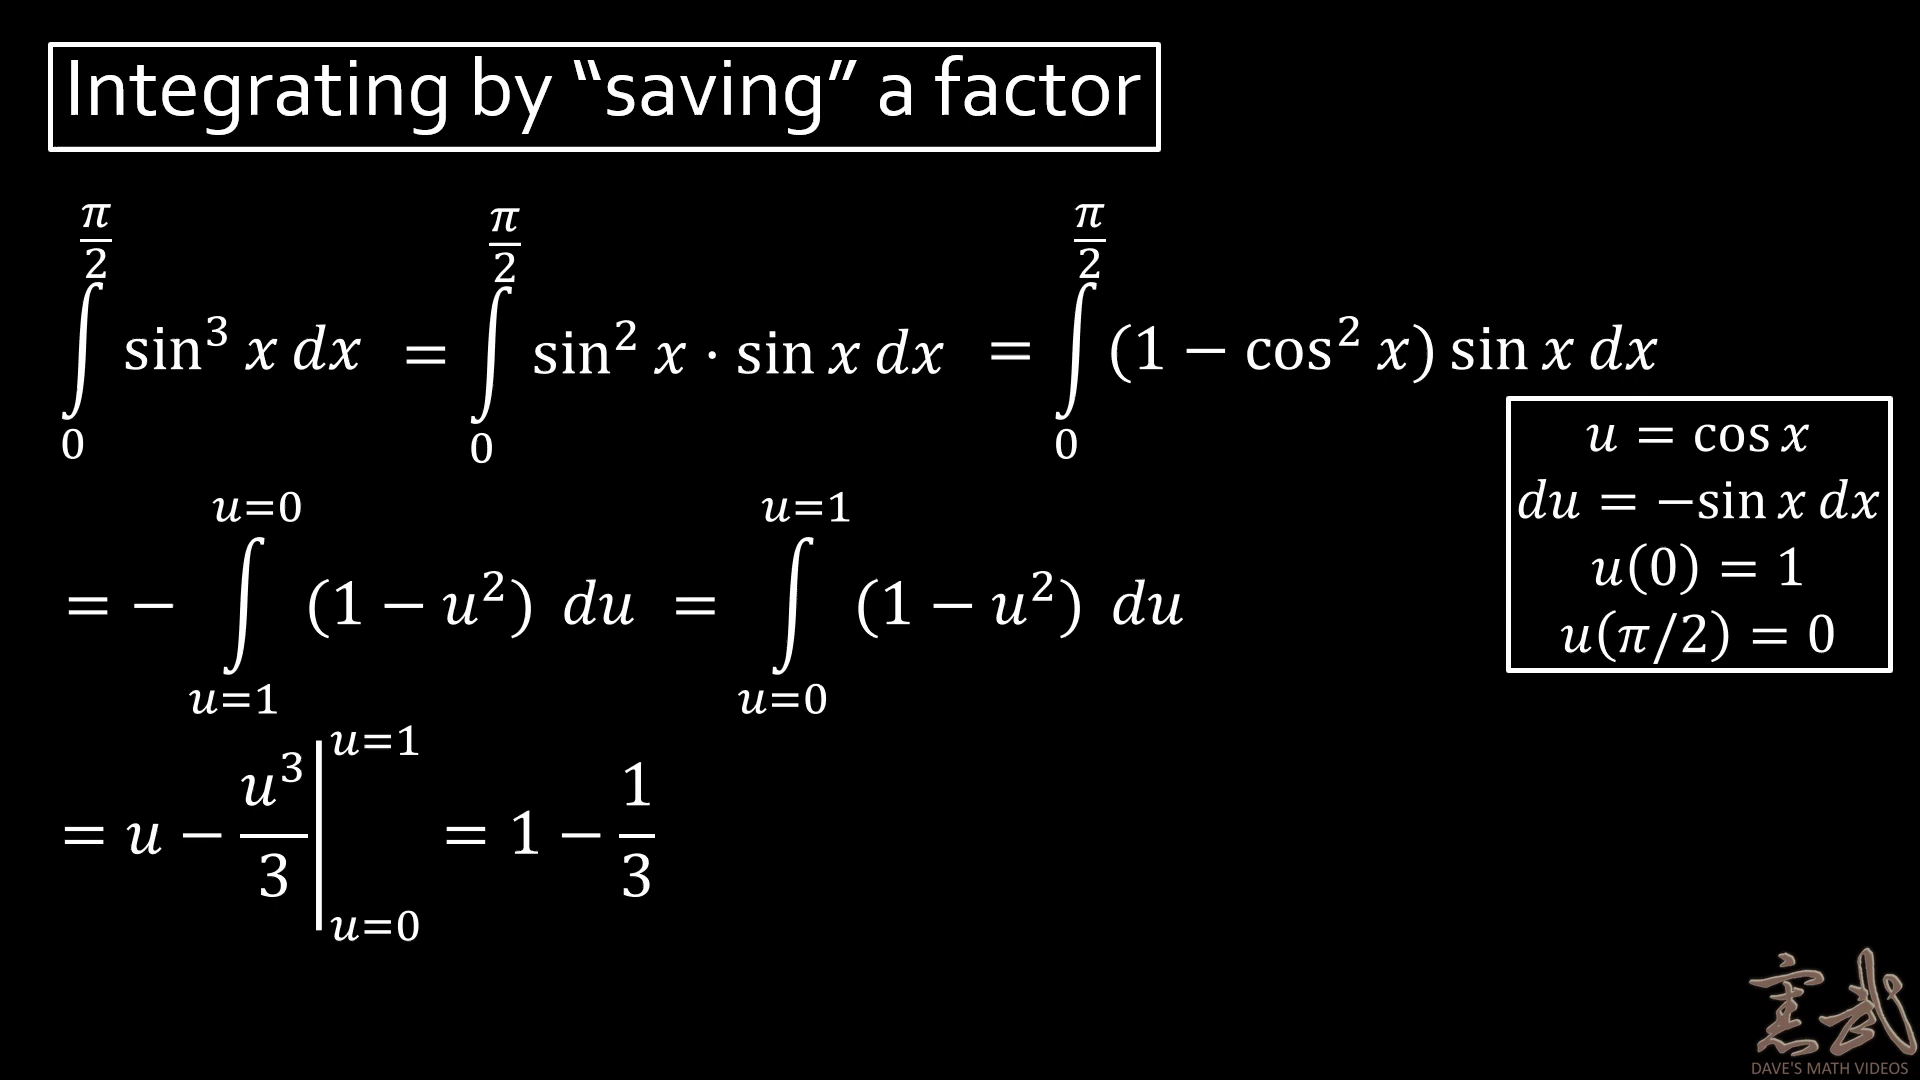 Integrating by “saving” a factor
∫₀^{π/2} sin³ x dx = ∫₀^{π/2} sin² x · sin x dx = ∫₀^{π/2} (1 − cos² x) sin x dx
u = cos x
du = −sin x dx
u(0) = 1
u(π/2) = 0
= − ∫_{u=1}^{u=0} (1 − u²) du = ∫_{u=0}^{u=1} (1 − u²) du
= u − u³/3 |_{u=0}^{u=1} = 1 − 1/3
DAVE'S MATH VIDEOS